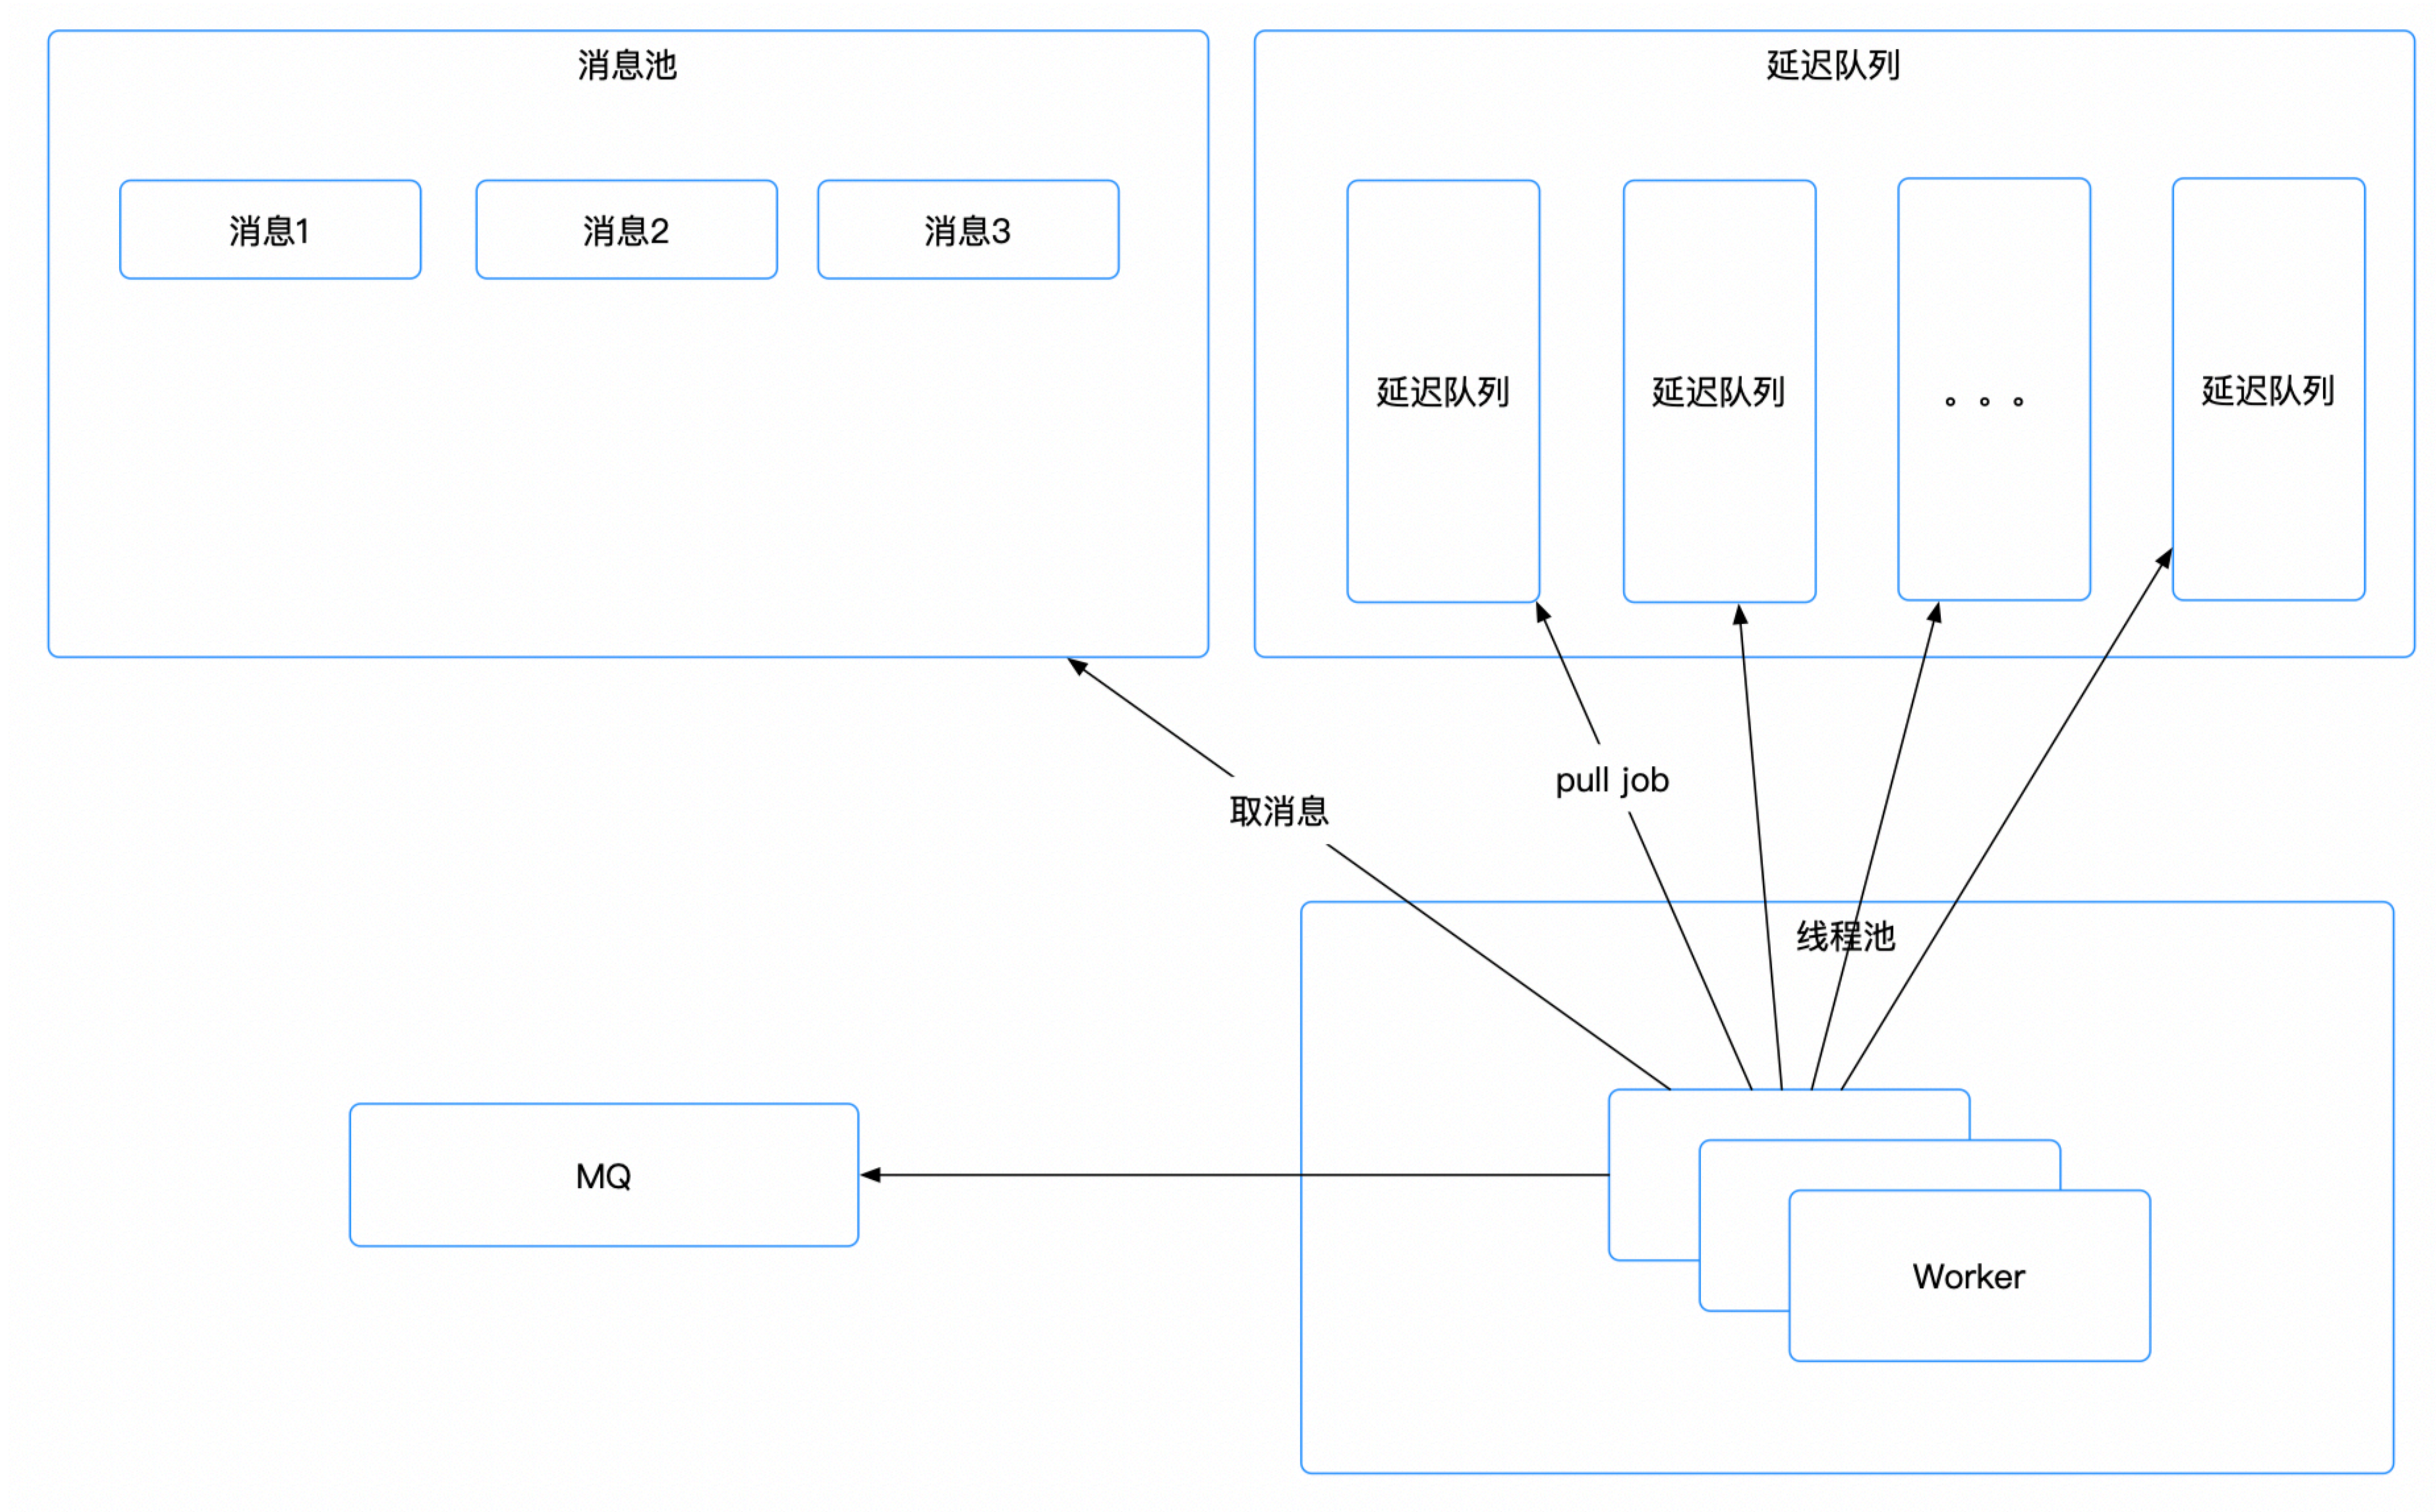 消息池
消息1
消息2
消息3
延迟队列
延迟队列
延迟队列
。。。
延迟队列
取消息
pull job
线程池
MQ
Worker